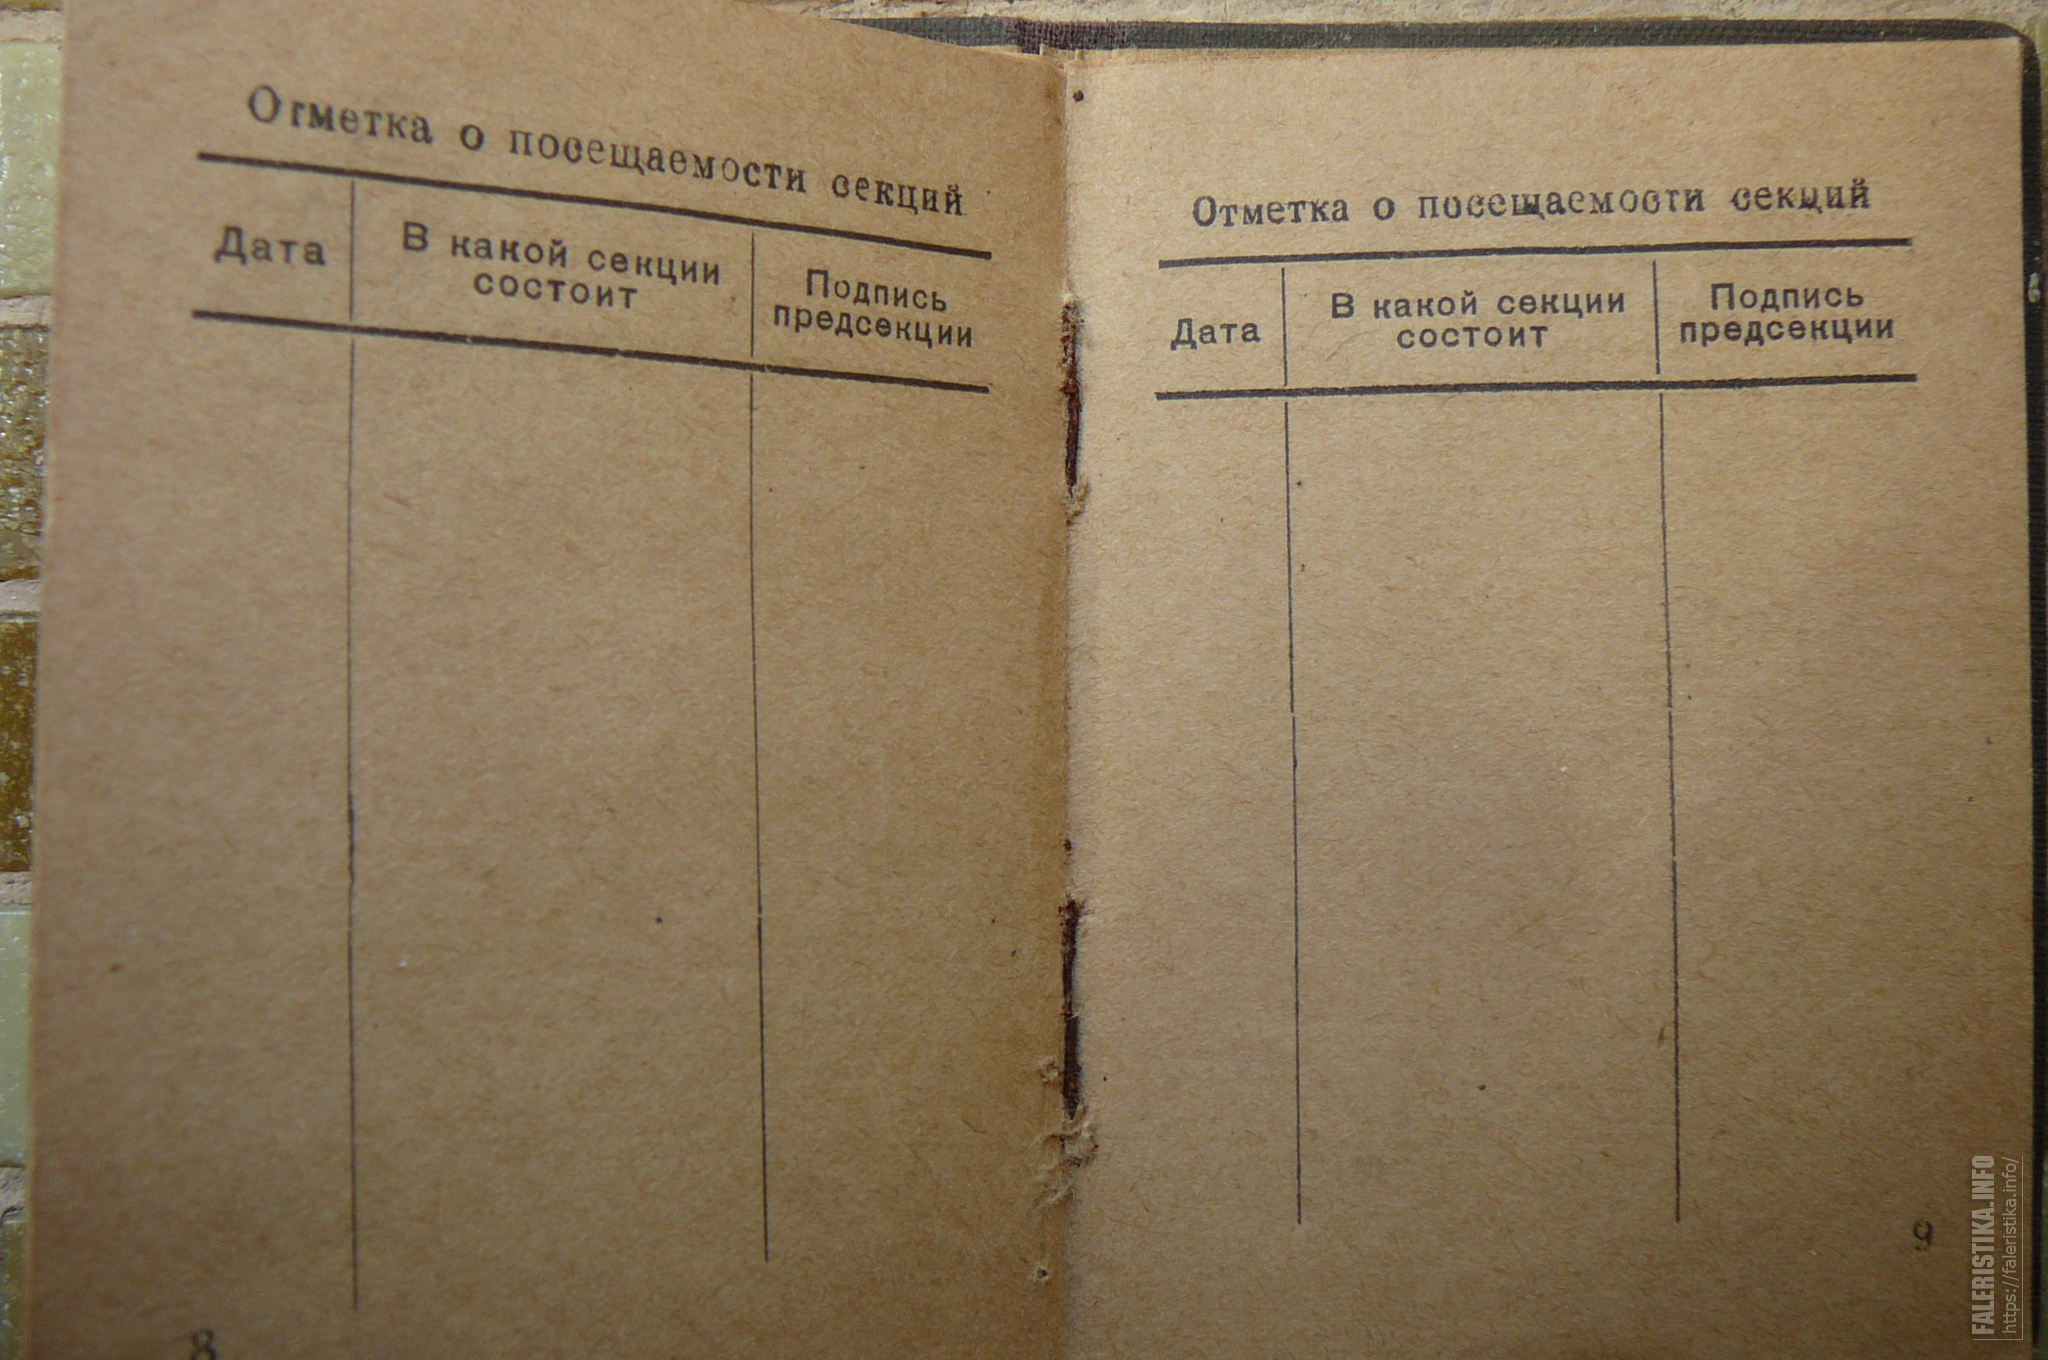 Отметка о посещаемости секций
Дата
В какой секции
состоит
Подпись
предсекции
8
Отметка о посещаемости секций
Дата
В какой секции
состоит
Подпись
предсекции
9
FALERISTIKA.INFO
https://faleristika.info/